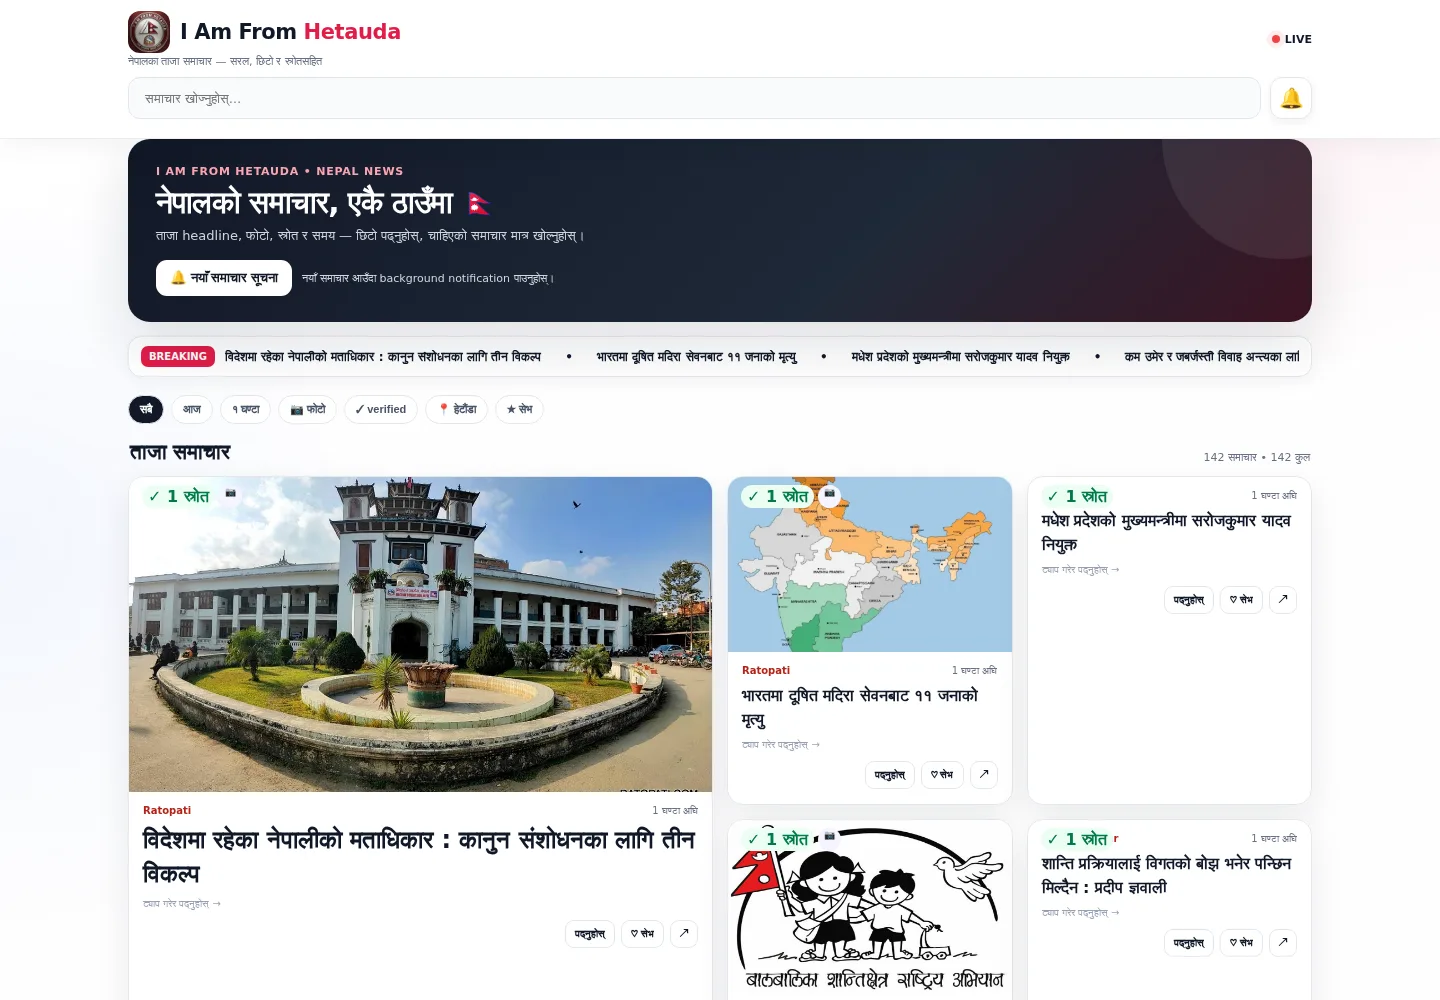 I Am From Hetauda
LIVE
नेपालका ताजा समाचार — सरल, छिटो र स्रोतसहित
समाचार खोज्नुहोस्...
I AM FROM HETAUDA • NEPAL NEWS
नेपालको समाचार, एकै ठाउँमा
ताजा headline, फोटो, स्रोत र समय — छिटो पढ्नुहोस्, चाहिएको समाचार मात्र खोल्नुहोस्।
नयाँ समाचार सूचना
नयाँ समाचार आउँदा background notification पाउनुहोस्।
BREAKING विदेशमा रहेका नेपालीको मताधिकार : कानुन संशोधनका लागि तीन विकल्प • भारतमा दूषित मदिरा सेवनबाट ११ जनाको मृत्यु • मधेश प्रदेशको मुख्यमन्त्रीमा सरोजकुमार यादव नियुक्त • कम उमेर र जबर्जस्ती विवाह अन्त्यका
सबै
आज
१ घण्टा
फोटो
✓ verified
हेटौंडा
★ सेभ
ताजा समाचार
142 समाचार • 142 कुल
✓ 1 स्रोत
Ratopati
1 घण्टा अघि
विदेशमा रहेका नेपालीको मताधिकार : कानुन संशोधनका लागि तीन
विकल्प
ट्याप गरेर पढ्नुहोस् →
पढ्नुहोस्
♡ सेभ
↗
✓ 1 स्रोत
Ratopati
1 घण्टा अघि
भारतमा दूषित मदिरा सेवनबाट ११ जनाको
मृत्यु
ट्याप गरेर पढ्नुहोस् →
पढ्नुहोस्
♡ सेभ
↗
✓ 1 स्रोत
1 घण्टा अघि
मधेश प्रदेशको मुख्यमन्त्रीमा सरोजकुमार यादव
नियुक्त
ट्याप गरेर पढ्नुहोस् →
पढ्नुहोस्
♡ सेभ
↗
✓ 1 स्रोत
बालबालिका शान्तिक्षेत्र राष्ट्रिय अभियान
✓ 1 स्रोत
1 घण्टा अघि
शान्ति प्रक्रियालाई विगतको बोझ भनेर पन्छिन
मिल्दैन : प्रदीप ज्ञवाली
ट्याप गरेर पढ्नुहोस् →
पढ्नुहोस्
♡ सेभ
↗